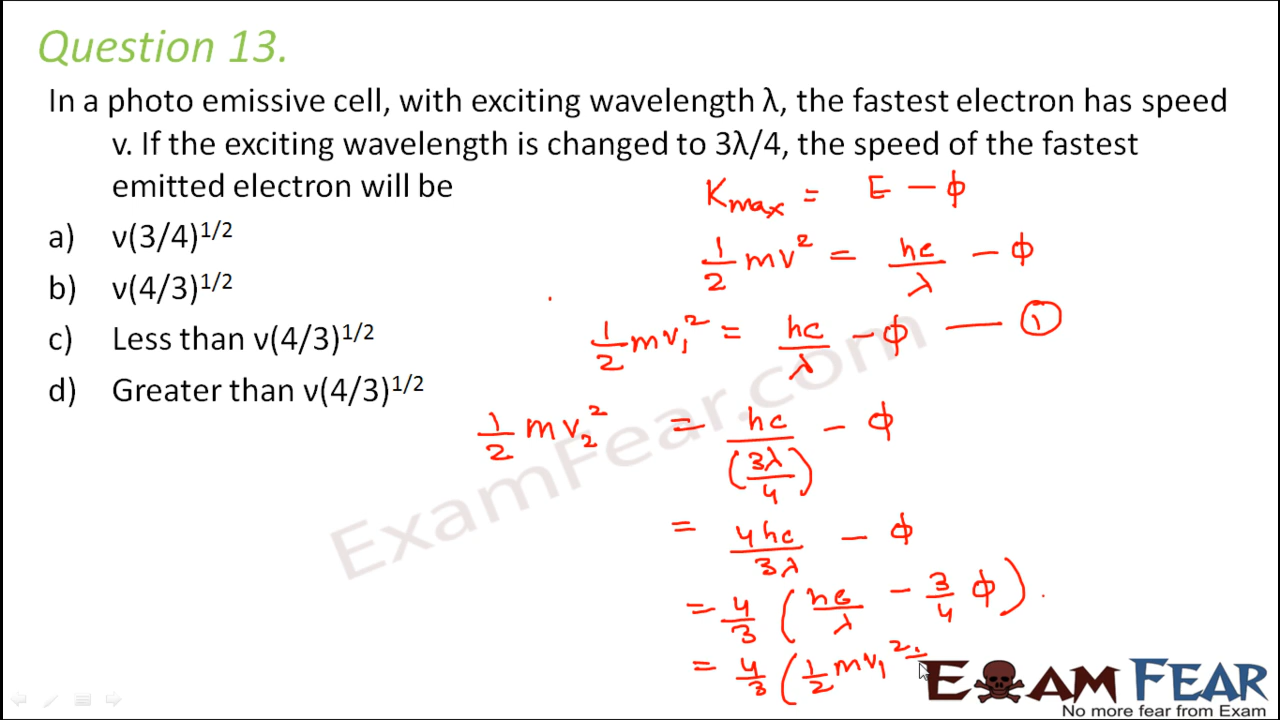 Question 13.
In a photo emissive cell, with exciting wavelength λ, the fastest electron has speed
v. If the exciting wavelength is changed to 3λ/4, the speed of the fastest
emitted electron will be
a) v(3/4)^1/2
b) v(4/3)^1/2
c) Less than v(4/3)^1/2
d) Greater than v(4/3)^1/2
Kmax = E − ϕ
1/2 mv² = hc/λ − ϕ
1/2 mv₁² = hc/λ − ϕ — ①
1/2 mv₂² = hc/(3λ/4) − ϕ
= 4hc/3λ − ϕ
= 4/3 (hc/λ − 3/4 ϕ).
= 4/3 (1/2 mv₁²
ExamFear.com
EXAM FEAR
No more fear from Exam